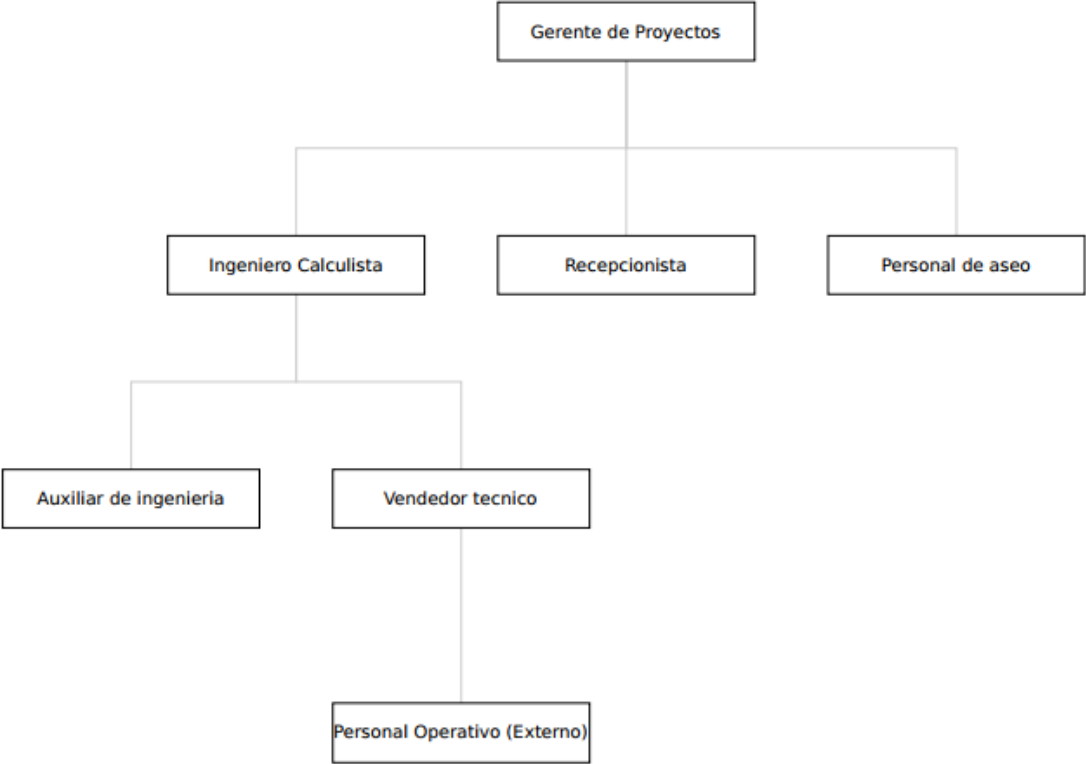 Gerente de Proyectos
Ingeniero Calculista
Recepcionista
Personal de aseo
Auxiliar de ingenieria
Vendedor tecnico
Personal Operativo (Externo)